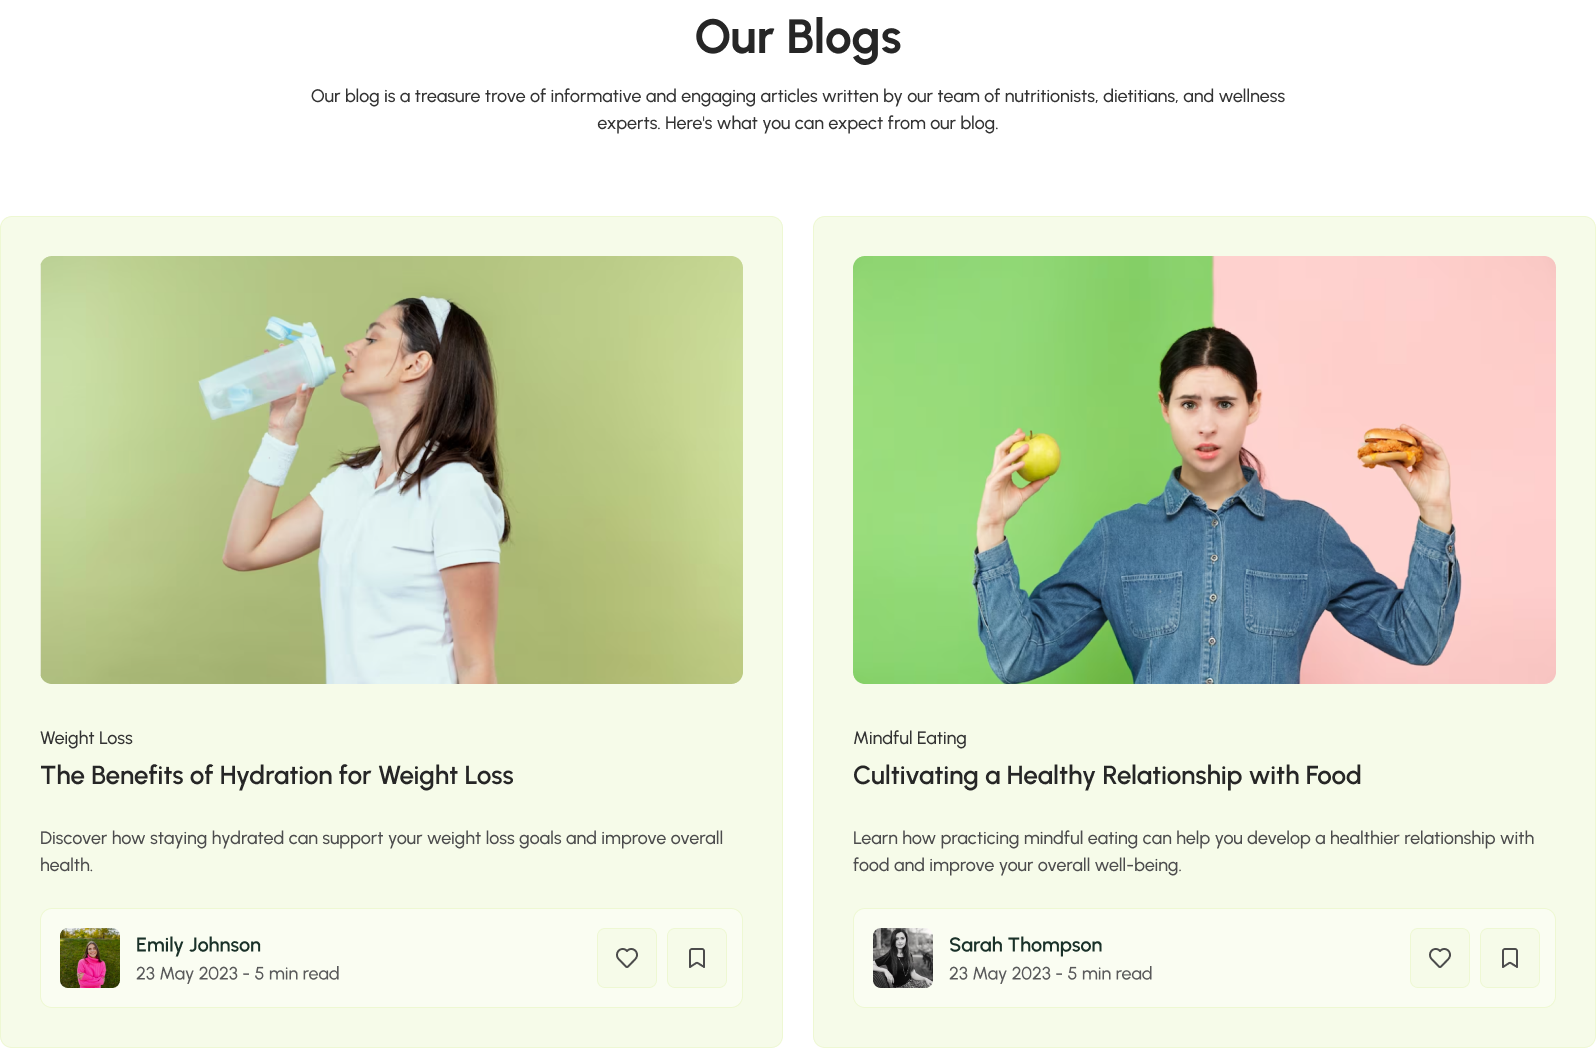 Our Blogs
Our blog is a treasure trove of informative and engaging articles written by our team of nutritionists, dietitians, and wellness
experts. Here's what you can expect from our blog.
Weight Loss
The Benefits of Hydration for Weight Loss
Discover how staying hydrated can support your weight loss goals and improve overall
health.
Emily Johnson
23 May 2023 - 5 min read
Mindful Eating
Cultivating a Healthy Relationship with Food
Learn how practicing mindful eating can help you develop a healthier relationship with
food and improve your overall well-being.
Sarah Thompson
23 May 2023 - 5 min read